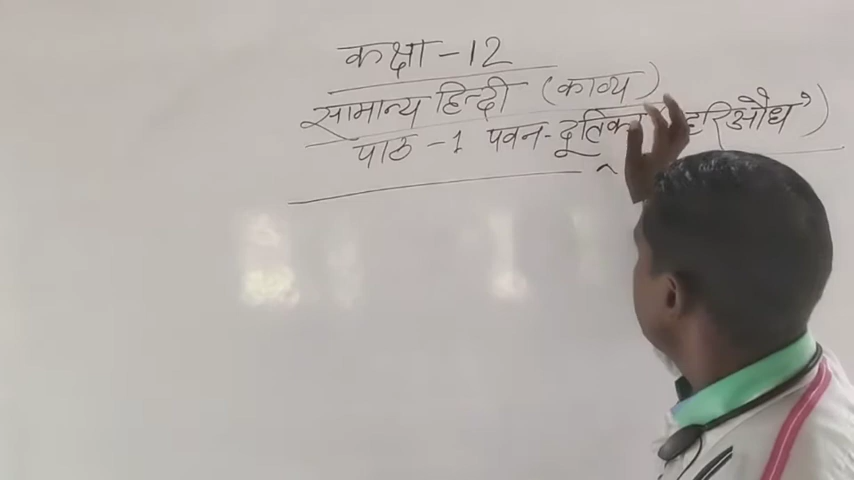 कक्षा - 12
सामान्य हिन्दी (काव्य)
पाठ - 1 पवन-दूतिका हरिऔध')